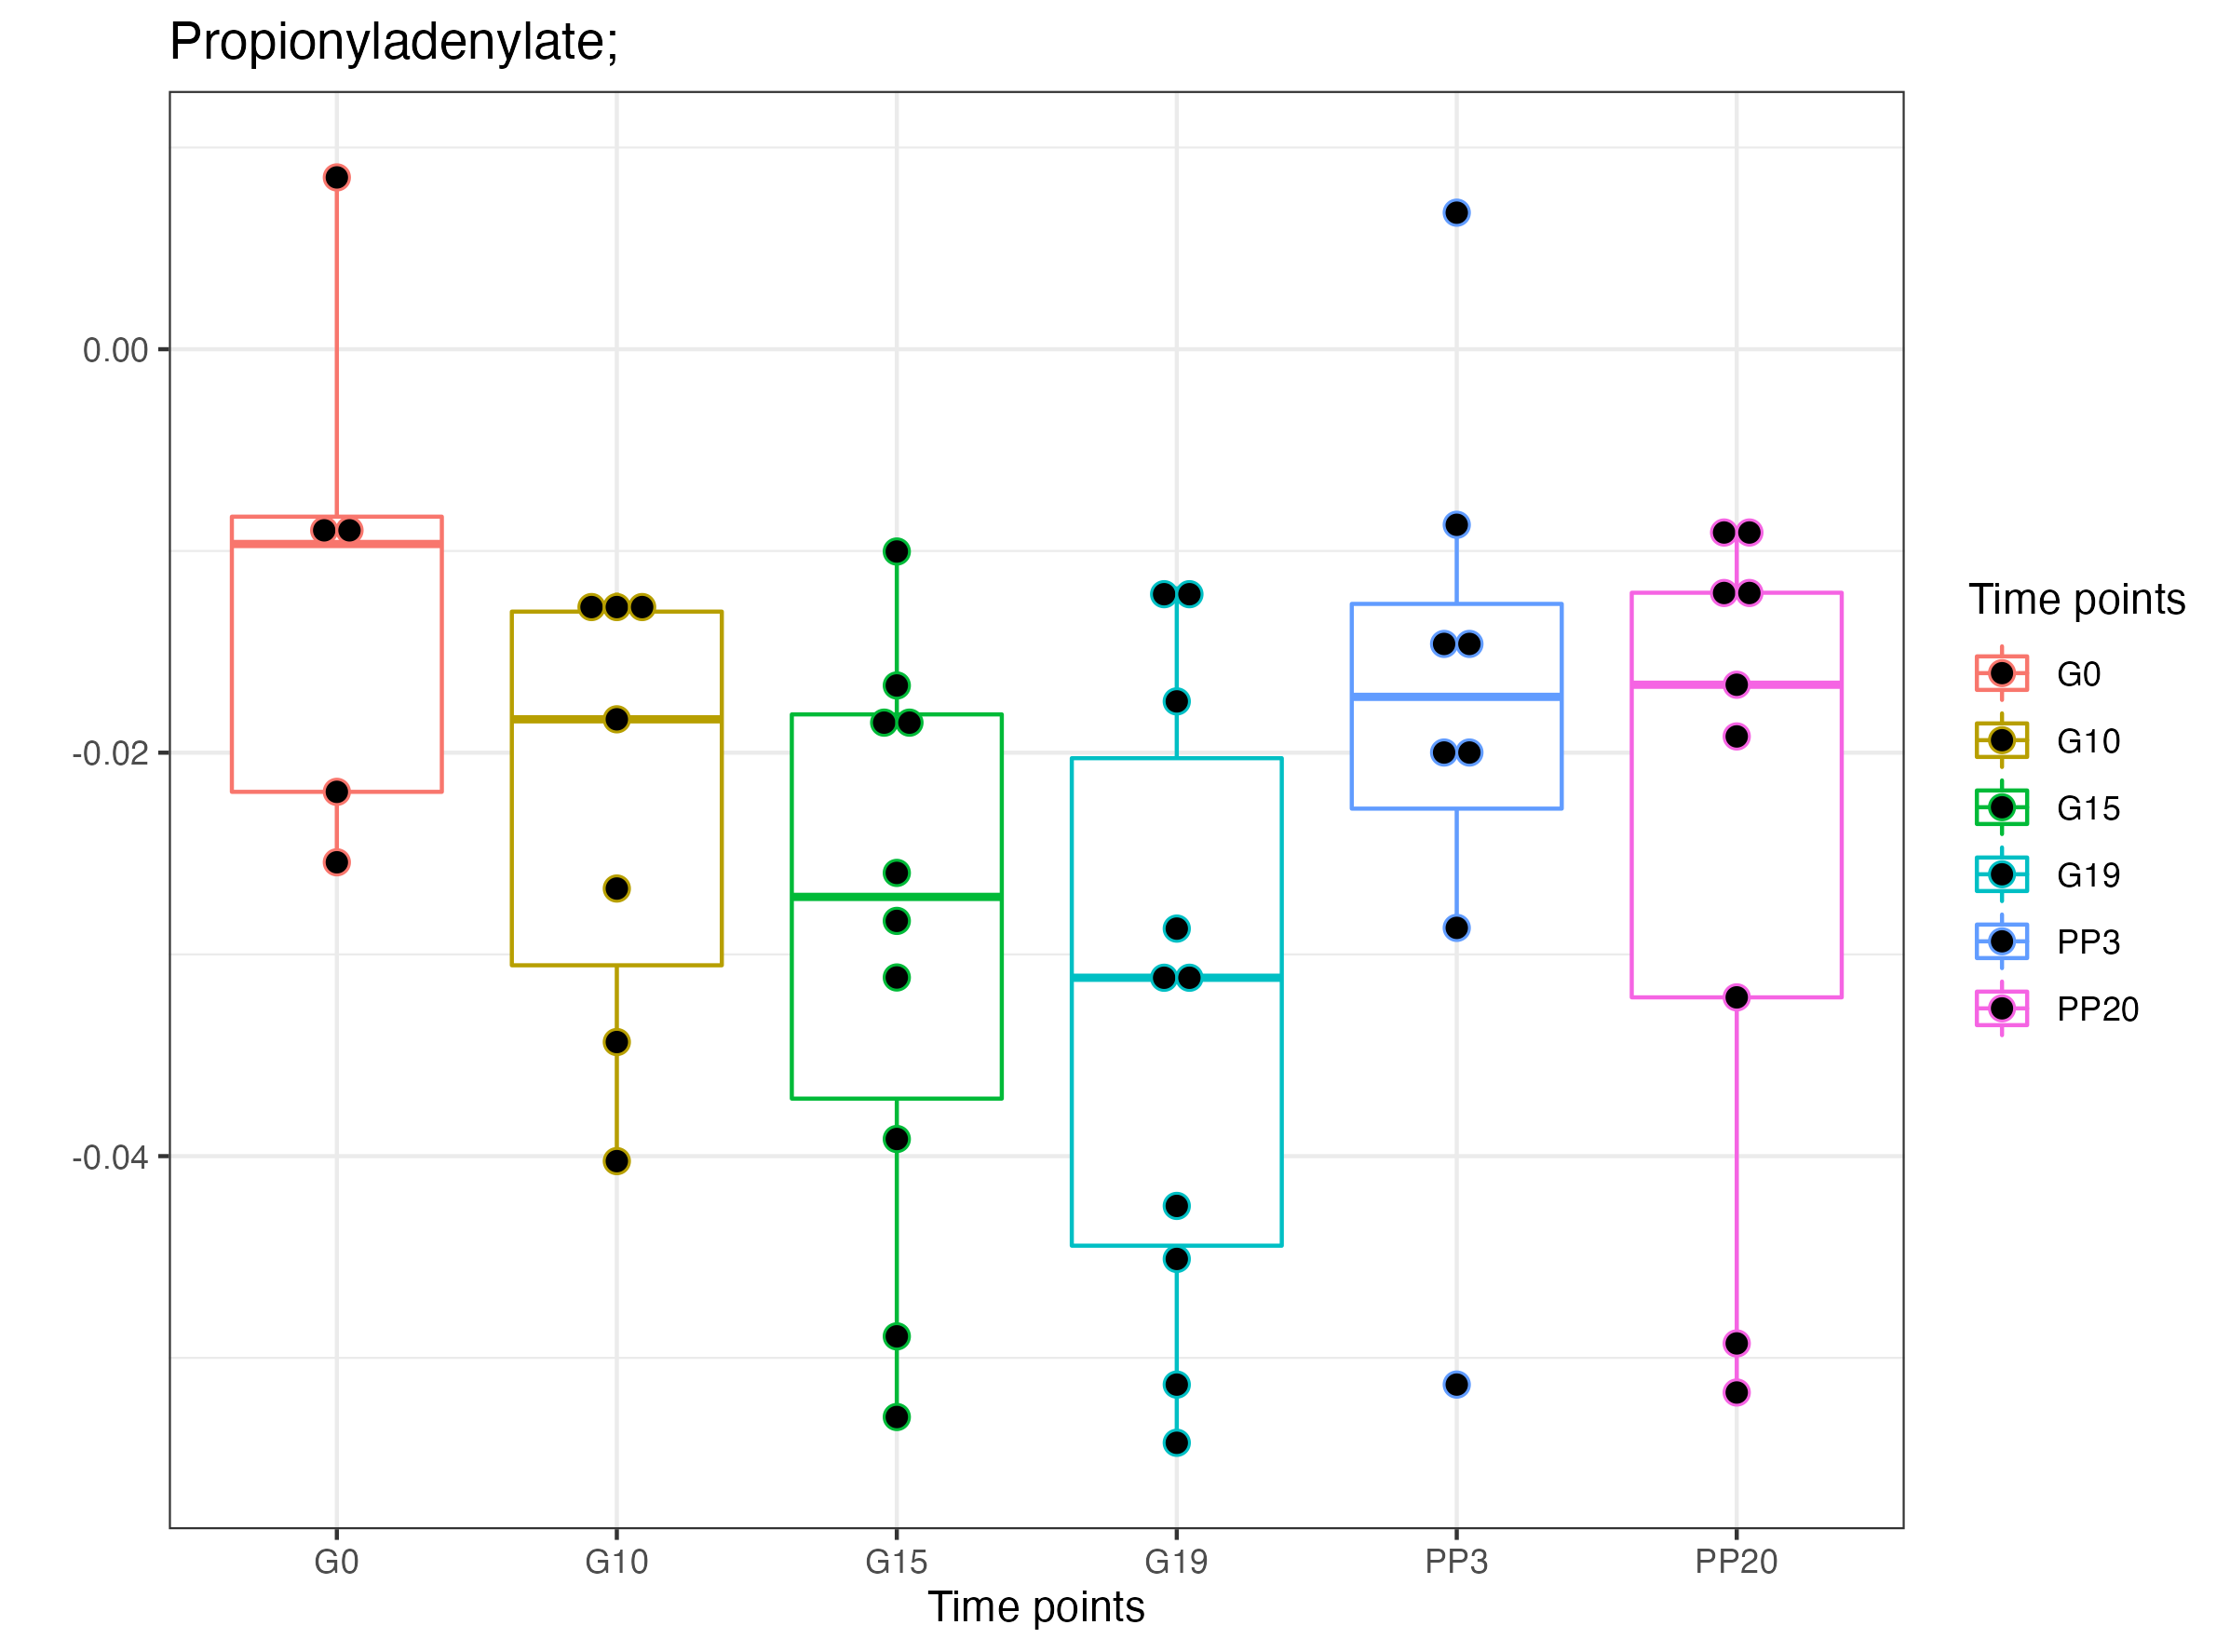 Propionyladenylate;
0.00
-0.02
-0.04
G0 G10 G15 G19 PP3 PP20
Time points
Time points
G0
G10
G15
G19
PP3
PP20